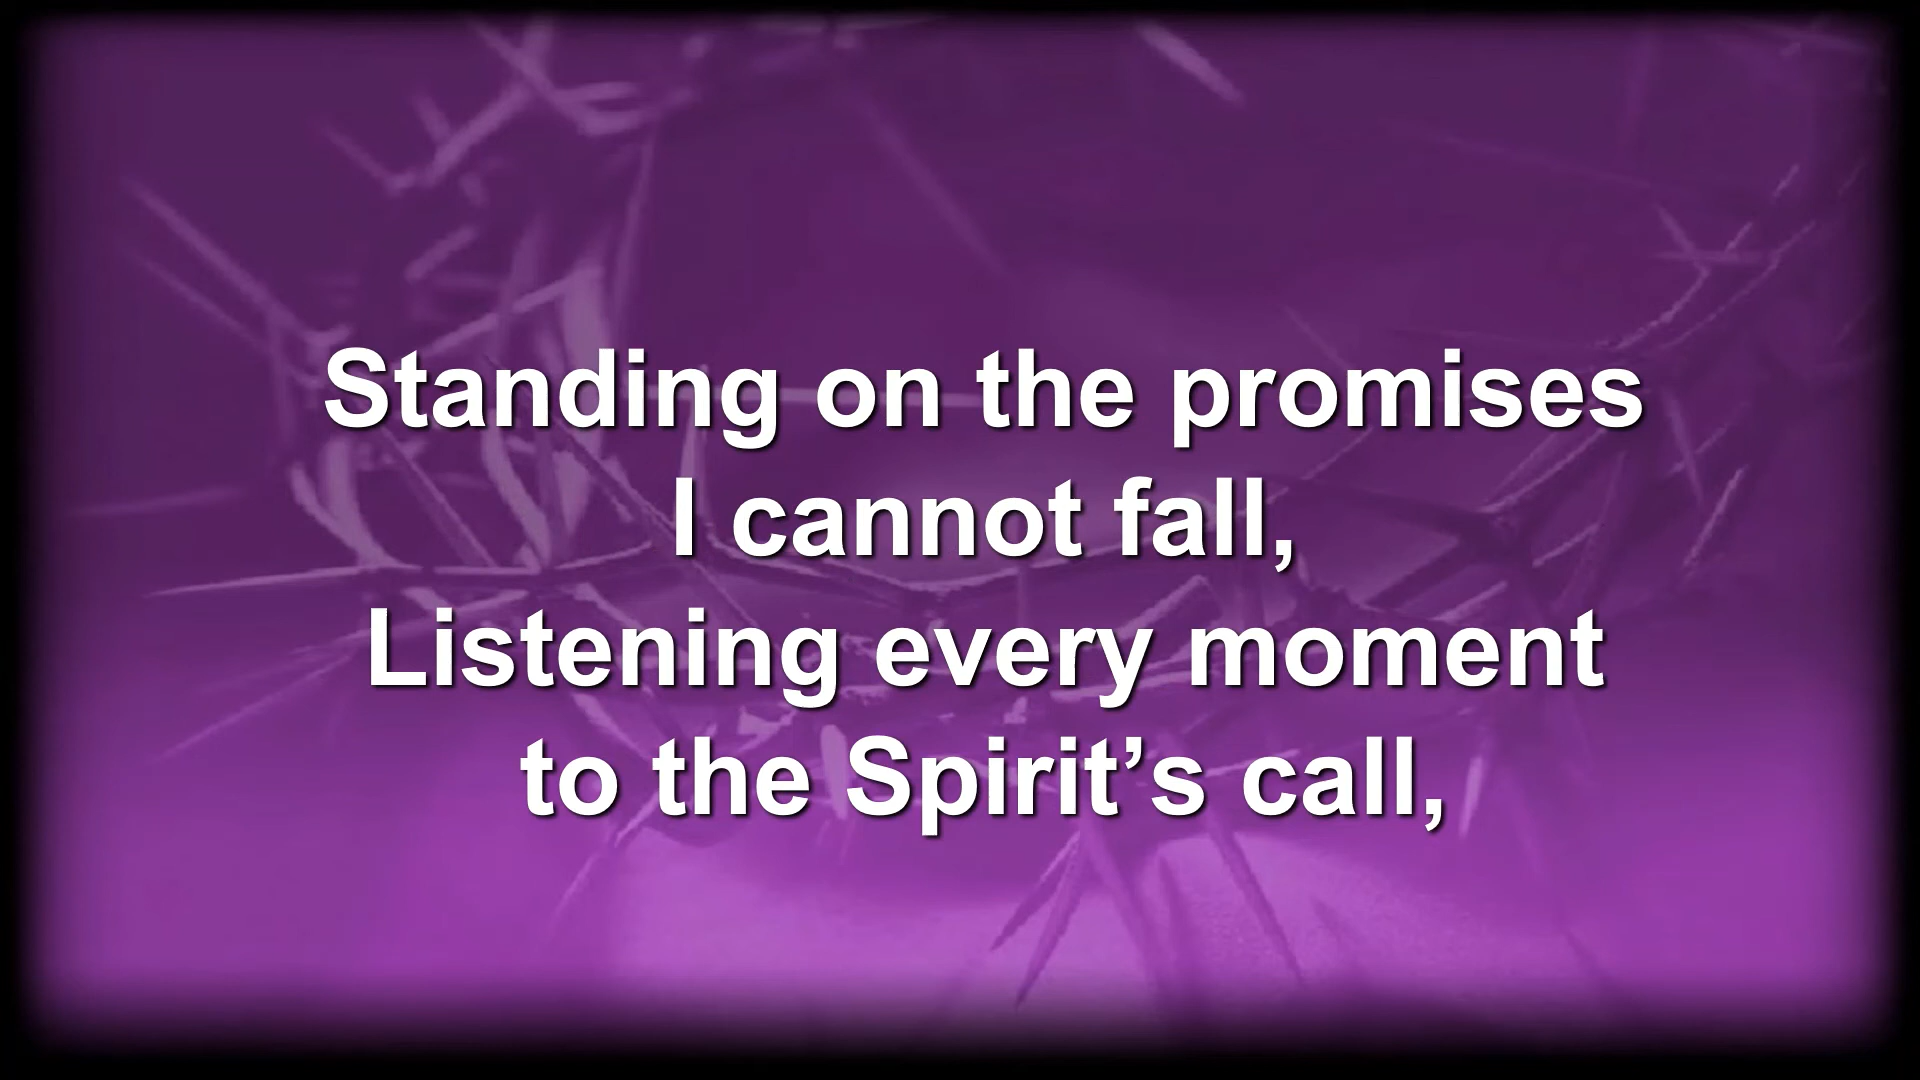 Standing on the promises
I cannot fall,
Listening every moment
to the Spirit’s call,